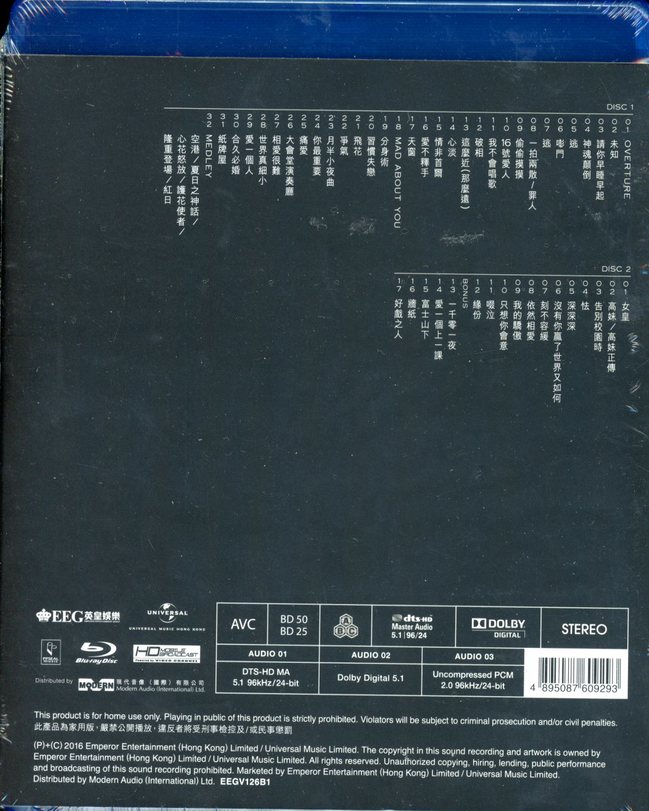 DISC 1
01 OVERTURE
02 未知
03 請你早睡早起
04 神魂顛倒
05 逃
06 嘭門
07 逃
08 一拍兩散/罪人
09 偷偷摸摸
10 16號愛人
11 我不會唱歌
12 破相
13 這麼近(那麼遠)
14 心淡
15 情非首爾
16 愛不釋手
17 天窗
18 MAD ABOUT YOU
19 分身術
20 習慣失戀
21 飛花
22 爭氣
23 月半小夜曲
24 你最重要
25 痛愛
26 大會堂演奏廳
27 相愛很難
28 世界真細小
29 愛一個人
30 合久必婚
31 紙牌屋
32 MEDLEY
空港/夏日之神話/
心花怒放/護花使者/
隆重登場/紅日
DISC 2
01 女皇
02 高妹/高妹正傳
03 告別校園時
04 怯
05 深深深
06 沒有你贏了世界又如何
07 刻不容緩
08 依然相愛
09 我的驕傲
10 只想你會意
11 啜泣
12 緣份
BONUS
13 一千零一夜
14 愛一個上一課
15 富士山下
16 牆紙
17 好戲之人
EEG 英皇娛樂
UNIVERSAL
UNIVERSAL MUSIC HONG KONG
Blu-ray Disc
HD MOBILE BROADCAST
Distributed by MODERN 現代音像(國際)有限公司
Modern Audio (International) Ltd.
AVC
BD 50
BD 25
dts-HD
Master Audio
5.1 | 96/24
DOLBY
DIGITAL
STEREO
AUDIO 01
AUDIO 02
AUDIO 03
DTS-HD MA
5.1 96kHz/24-bit
Dolby Digital 5.1
Uncompressed PCM
2.0 96kHz/24-bit
4 895087 609293
This product is for home use only. Playing in public of this product is strictly prohibited. Violators will be subject to criminal prosecution and/or civil penalties.
此產品為家用版，嚴禁公開播放，違反者將受刑事檢控及/或民事懲罰
(P)+(C) 2016 Emperor Entertainment (Hong Kong) Limited / Universal Music Limited. The copyright in this sound recording and artwork is owned by
Emperor Entertainment (Hong Kong) Limited / Universal Music Limited. All rights reserved. Unauthorized copying, hiring, lending, public performance
and broadcasting of this sound recording prohibited. Marketed by Emperor Entertainment (Hong Kong) Limited / Universal Music Limited.
Distributed by Modern Audio (International) Ltd. EEGV126B1